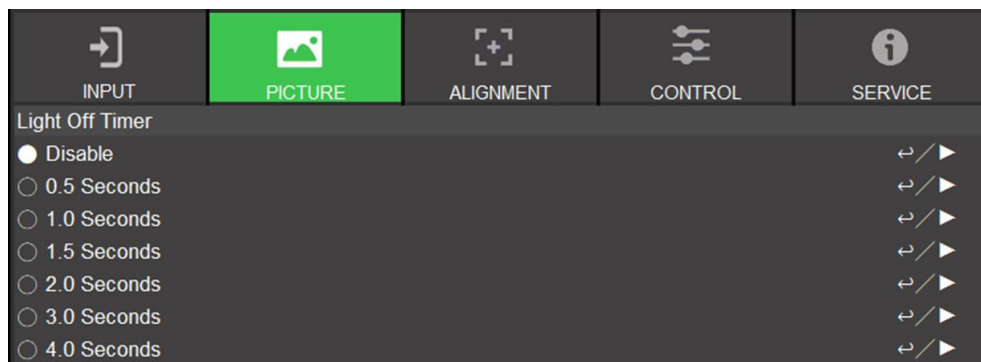 INPUT PICTURE ALIGNMENT CONTROL SERVICE
Light Off Timer
Disable
0.5 Seconds
1.0 Seconds
1.5 Seconds
2.0 Seconds
3.0 Seconds
4.0 Seconds